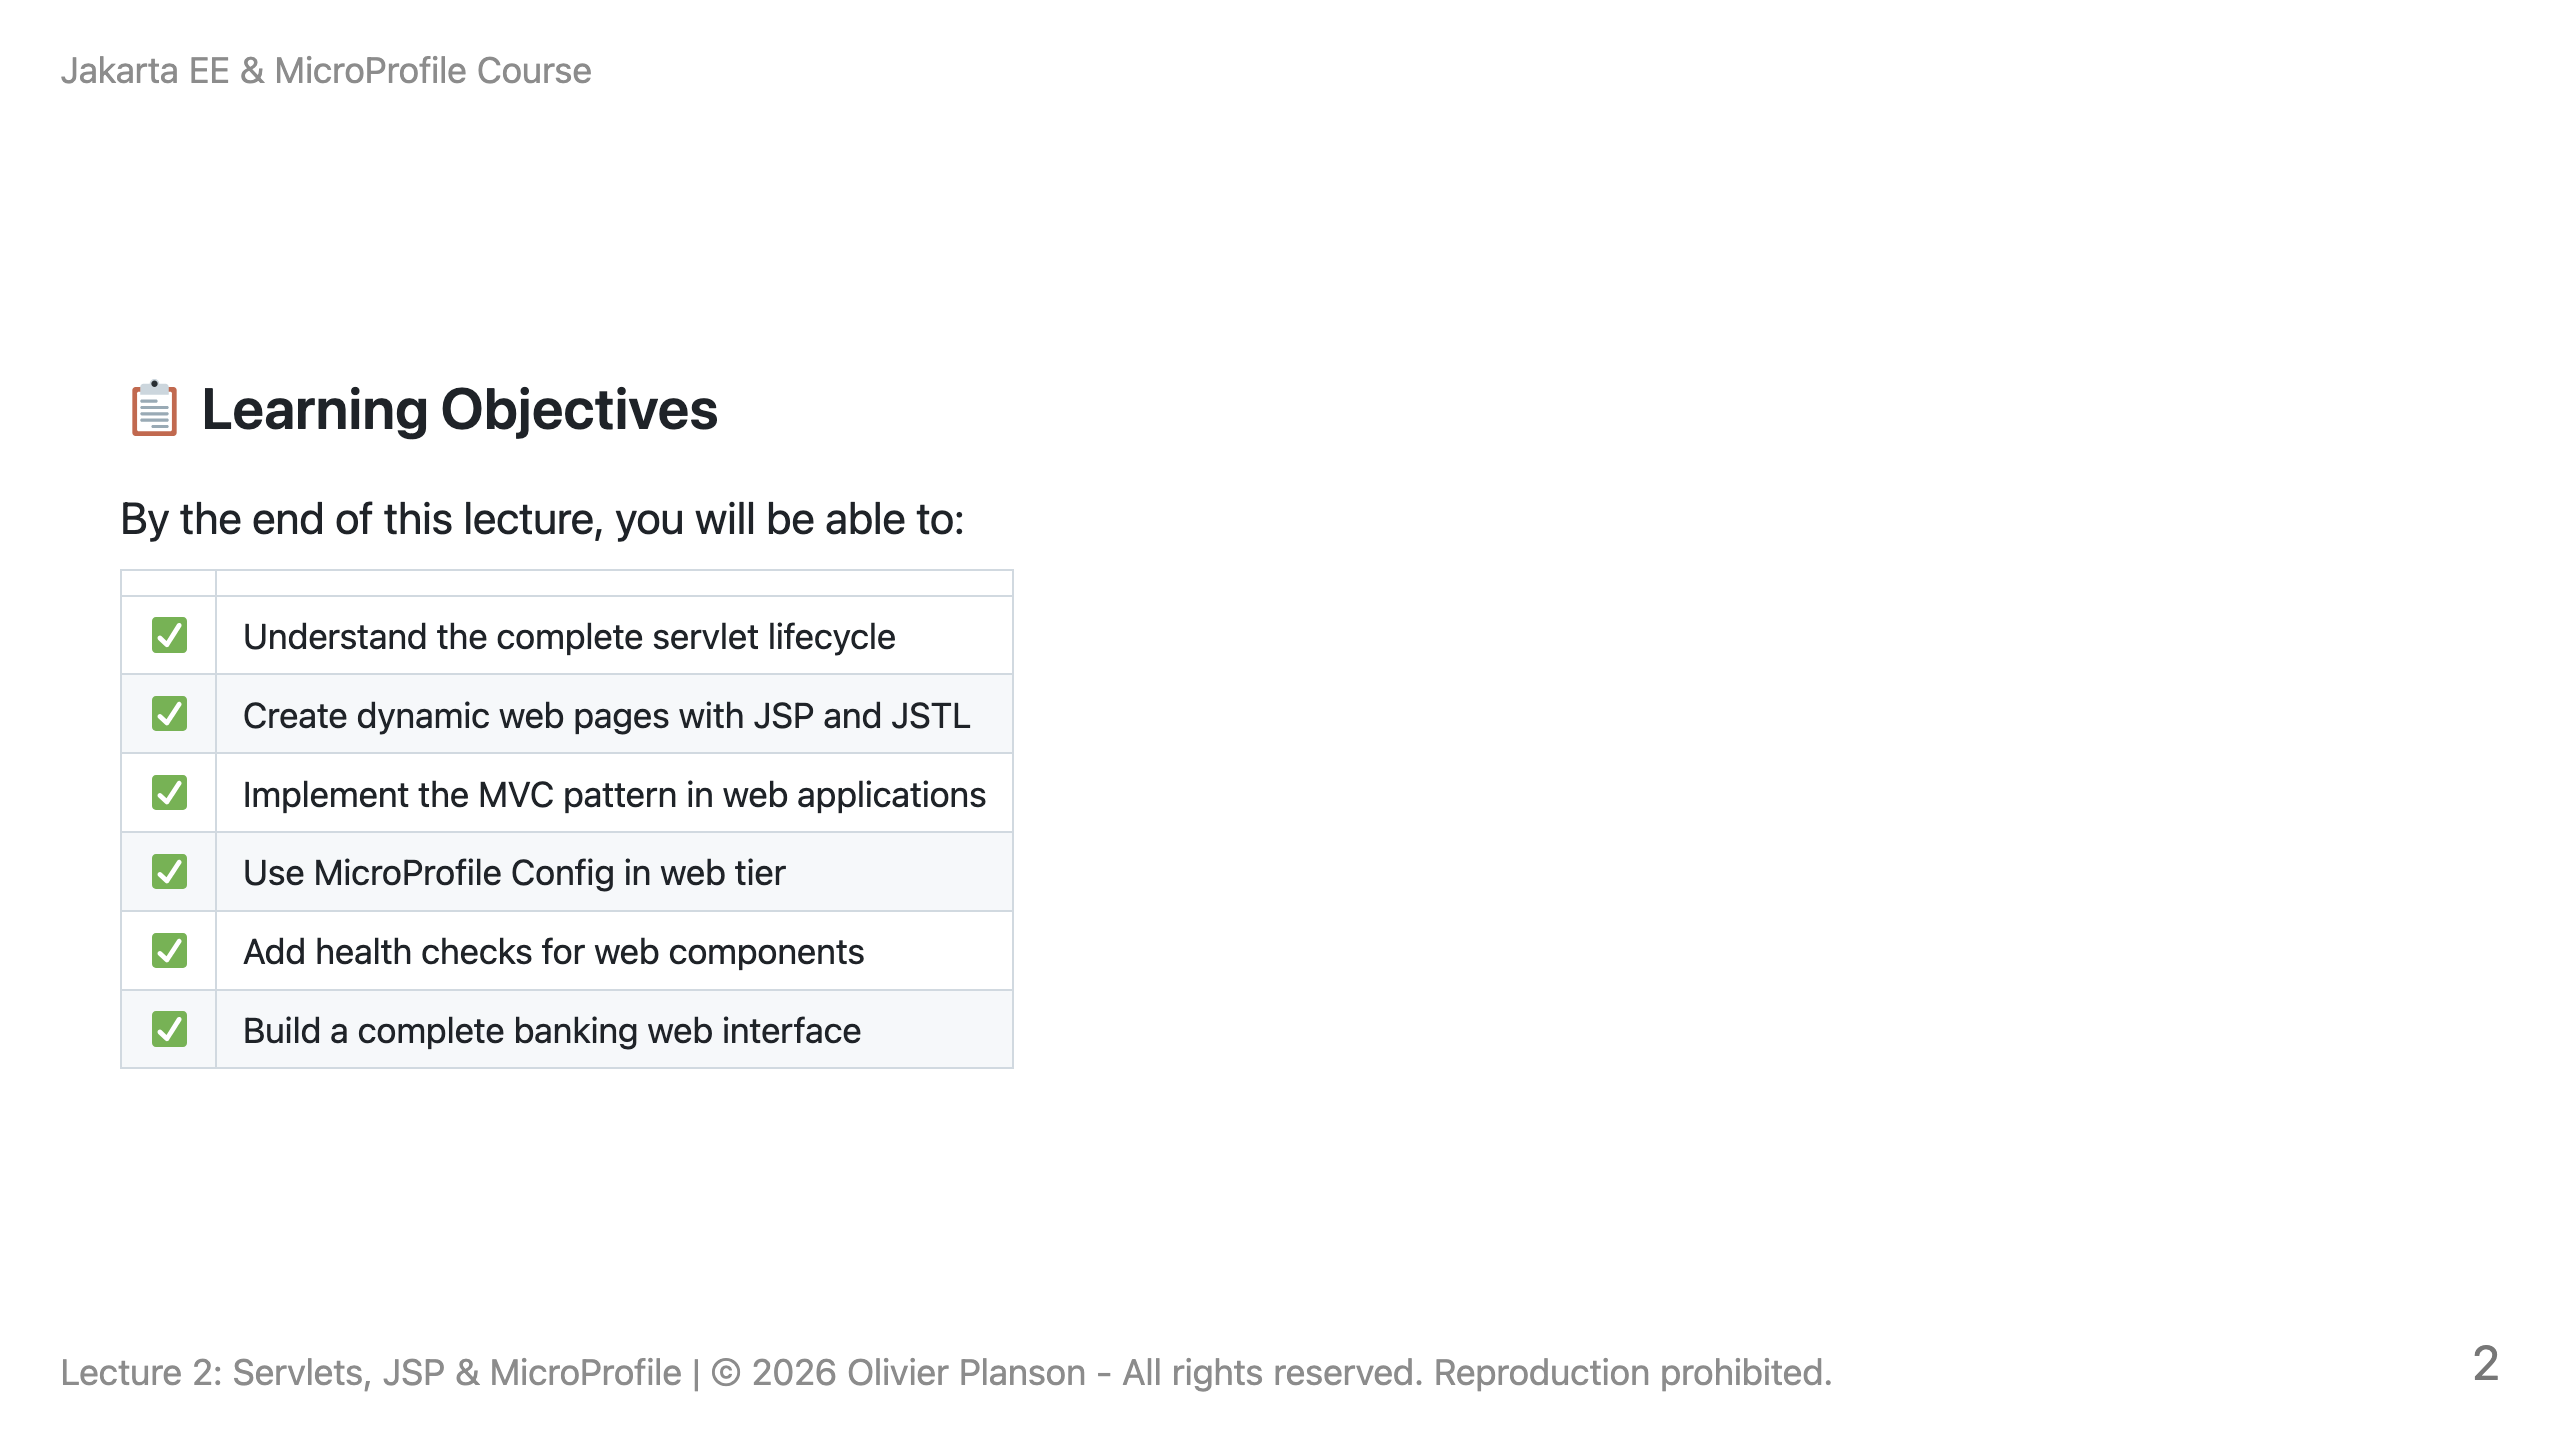 Jakarta EE & MicroProfile Course
📋 Learning Objectives
By the end of this lecture, you will be able to:
✅ Understand the complete servlet lifecycle
✅ Create dynamic web pages with JSP and JSTL
✅ Implement the MVC pattern in web applications
✅ Use MicroProfile Config in web tier
✅ Add health checks for web components
✅ Build a complete banking web interface
Lecture 2: Servlets, JSP & MicroProfile | © 2026 Olivier Planson - All rights reserved. Reproduction prohibited.
2